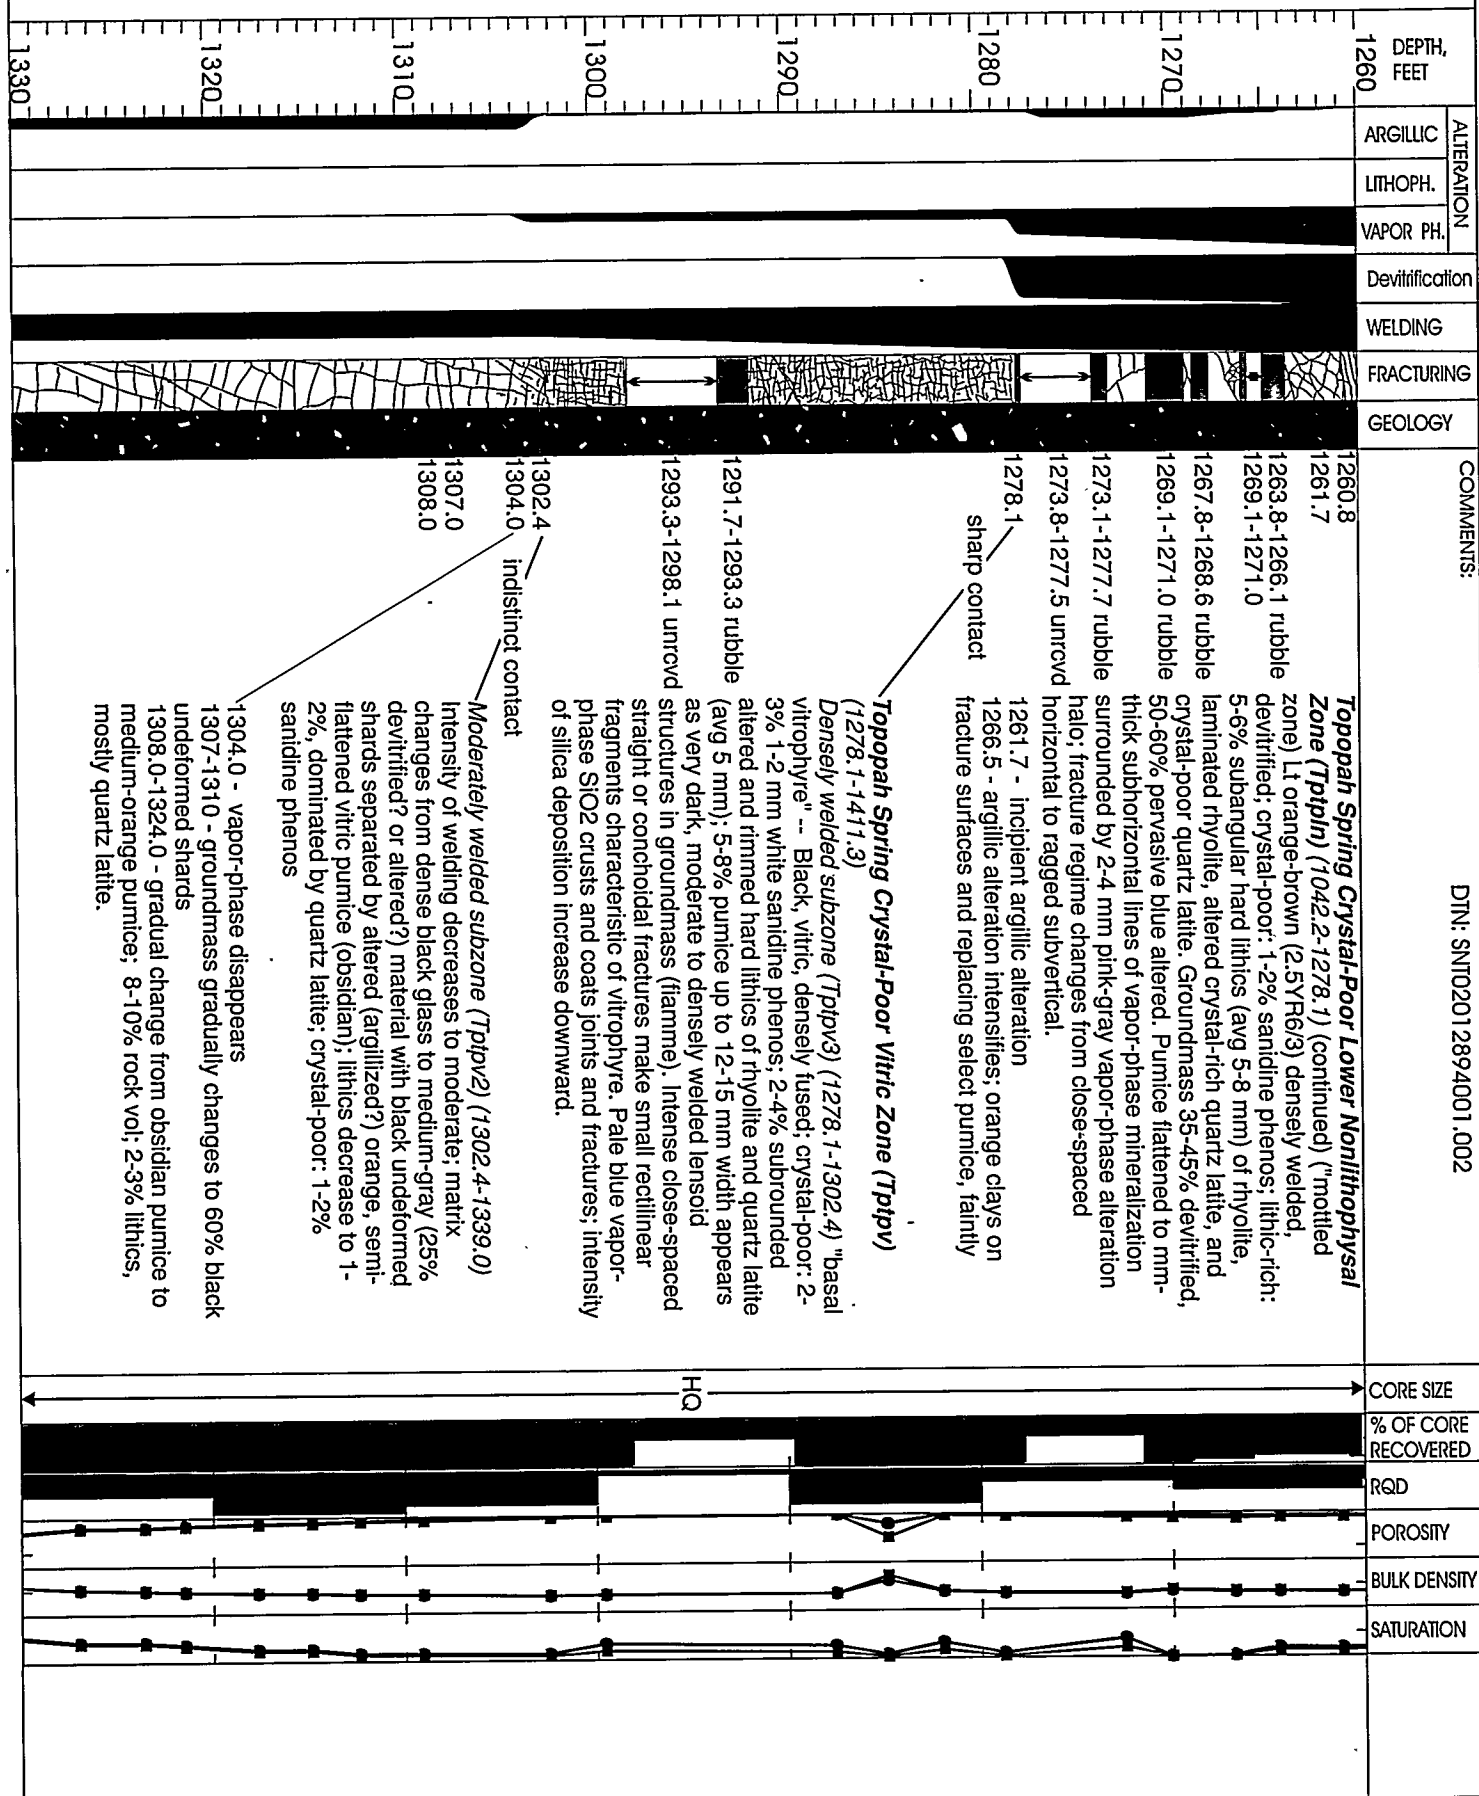 DTN: SNT02012894001.002
DEPTH, FEET
ALTERATION
ARGILLIC
LITHOPH.
VAPOR PH.
Devitrification
WELDING
FRACTURING
GEOLOGY
COMMENTS:
CORE SIZE
% OF CORE RECOVERED
RQD
POROSITY
BULK DENSITY
SATURATION
1260
1270
1280
1290
1300
1310
1320
1330
1260.8
1261.7
1263.8-1266.1 rubble
1269.1-1271.0
1267.8-1268.6 rubble
1269.1-1271.0 rubble
1273.1-1277.7 rubble
1273.8-1277.5 unrcvd
1278.1
sharp contact
1291.7-1293.3 rubble
1293.3-1298.1 unrcvd
1302.4
1304.0
indistinct contact
1307.0
1308.0
Topopah Spring Crystal-Poor Lower Nonlithophysal
Zone (Tptpln) (1042.2-1278.1) (continued) ("mottled
zone) Lt orange-brown (2.5YR6/3) densely welded,
devitrified; crystal-poor: 1-2% sanidine phenos; lithic-rich:
5-6% subangular hard lithics (avg 5-8 mm) of rhyolite,
laminated rhyolite, altered crystal-rich quartz latite, and
crystal-poor quartz latite. Groundmass 35-45% devitrified,
50-60% pervasive blue altered. Pumice flattened to mm-
thick subhorizontal lines of vapor-phase mineralization
surrounded by 2-4 mm pink-gray vapor-phase alteration
halo; fracture regime changes from close-spaced
horizontal to ragged subvertical.
1261.7 - incipient argillic alteration
1266.5 - argillic alteration intensifies; orange clays on
fracture surfaces and replacing select pumice, faintly
Topopah Spring Crystal-Poor Vitric Zone (Tptpv)
(1278.1-1411.3)
Densely welded subzone (Tptpv3) (1278.1-1302.4) "basal
vitrophyre" -- Black, vitric, densely fused; crystal-poor: 2-
3% 1-2 mm white sanidine phenos; 2-4% subrounded
altered and rimmed hard lithics of rhyolite and quartz latite
(avg 5 mm); 5-8% pumice up to 12-15 mm width appears
as very dark, moderate to densely welded lensoid
structures in groundmass (fiamme). Intense close-spaced
straight or conchoidal fractures make small rectilinear
fragments characteristic of vitrophyre. Pale blue vapor-
phase SiO2 crusts and coats joints and fractures; intensity
of silica deposition increase downward.
Moderately welded subzone (Tptpv2) (1302.4-1339.0)
Intensity of welding decreases to moderate; matrix
changes from dense black glass to medium-gray (25%
devitrified? or altered?) material with black undeformed
shards separated by altered (argillized?) orange, semi-
flattened vitric pumice (obsidian); lithics decrease to 1-
2%, dominated by quartz latite; crystal-poor: 1-2%
sanidine phenos
1304.0 - vapor-phase disappears
1307-1310 - groundmass gradually changes to 60% black
undeformed shards
1308.0-1324.0 - gradual change from obsidian pumice to
medium-orange pumice; 8-10% rock vol; 2-3% lithics,
mostly quartz latite.
HQ